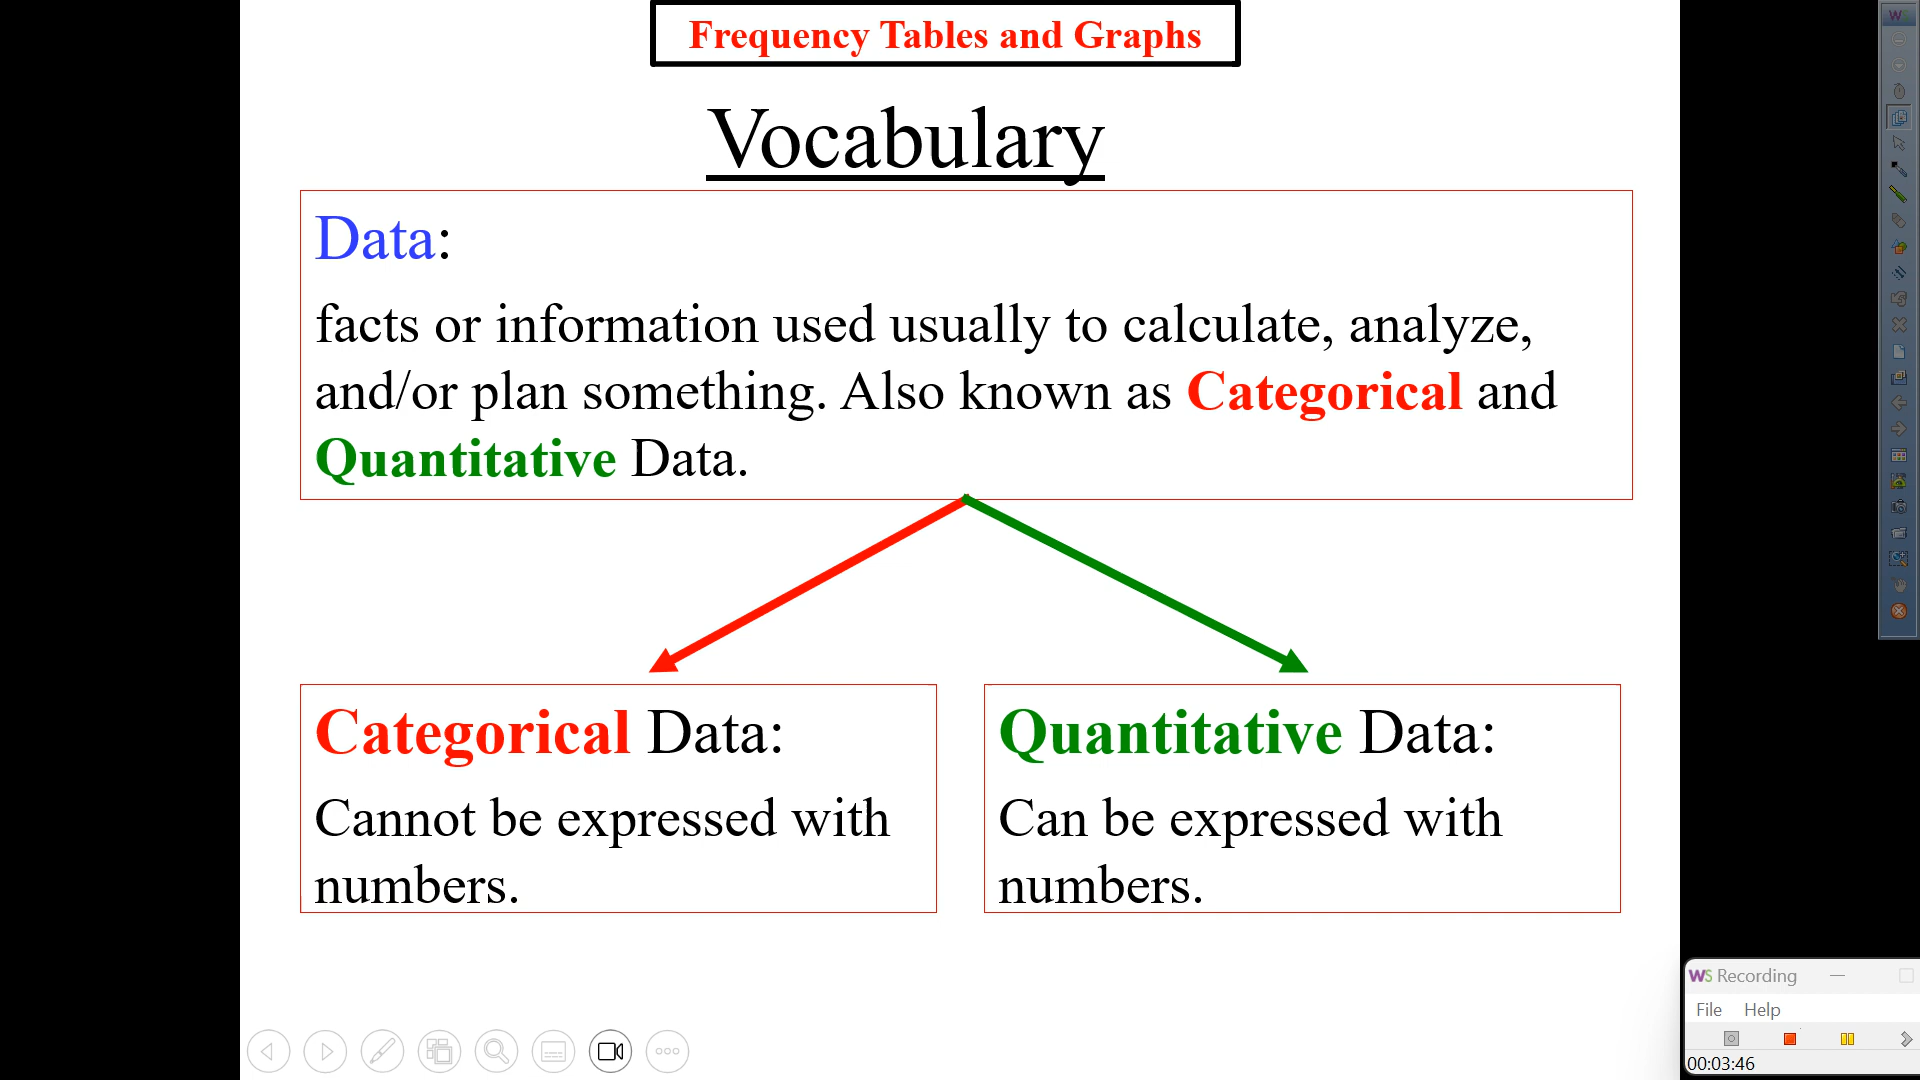 Frequency Tables and Graphs
Vocabulary
Data:
facts or information used usually to calculate, analyze,
and/or plan something. Also known as Categorical and
Quantitative Data.
Categorical Data:
Cannot be expressed with
numbers.
Quantitative Data:
Can be expressed with
numbers.
WS
WS Recording
File Help
00:03:46